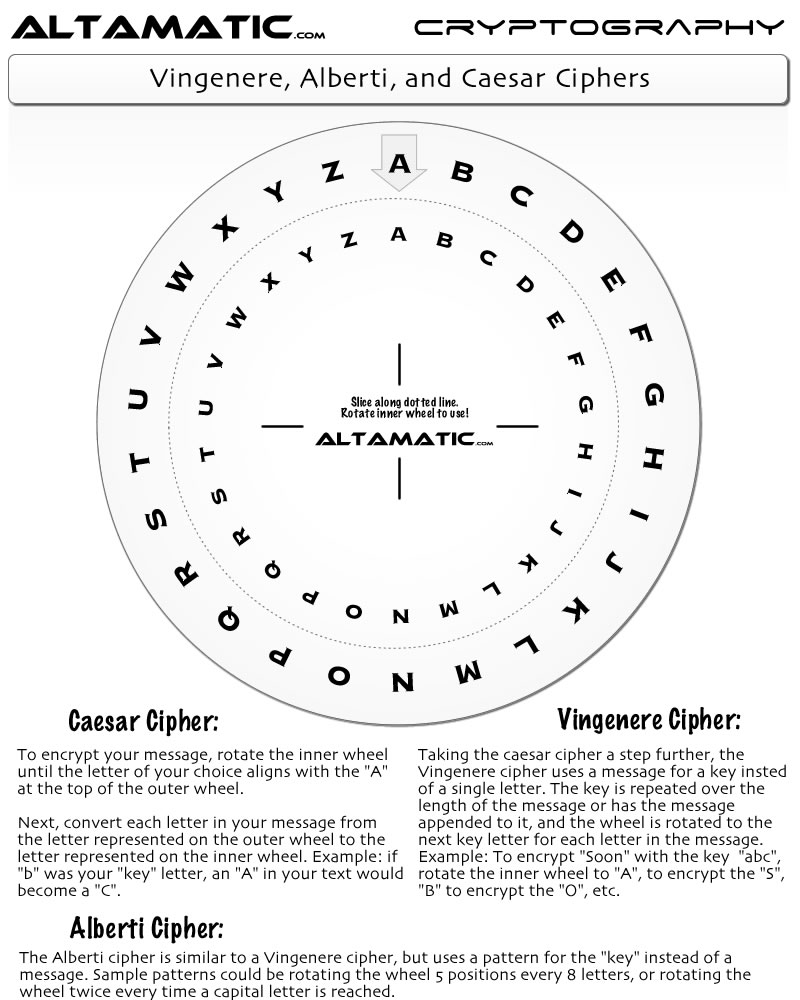 ALTAMATIC.COM
CRYPTOGRAPHY
Vingenere, Alberti, and Caesar Ciphers
A B C D E F G H I J K L M N O P Q R S T U V W X Y Z
A B C D E F G H I J K L M N O P Q R S T U V W X Y Z
Slice along dotted line.
Rotate inner wheel to use!
ALTAMATIC.COM
Caesar Cipher:
To encrypt your message, rotate the inner wheel
until the letter of your choice aligns with the "A"
at the top of the outer wheel.
Next, convert each letter in your message from
the letter represented on the outer wheel to the
letter represented on the inner wheel. Example: if
"b" was your "key" letter, an "A" in your text would
become a "C".
Vingenere Cipher:
Taking the caesar cipher a step further, the
Vingenere cipher uses a message for a key insted
of a single letter. The key is repeated over the
length of the message or has the message
appended to it, and the wheel is rotated to the
next key letter for each letter in the message.
Example: To encrypt "Soon" with the key "abc",
rotate the inner wheel to "A", to encrypt the "S",
"B" to encrypt the "O", etc.
Alberti Cipher:
The Alberti cipher is similar to a Vingenere cipher, but uses a pattern for the "key" instead of a
message. Sample patterns could be rotating the wheel 5 positions every 8 letters, or rotating the
wheel twice every time a capital letter is reached.